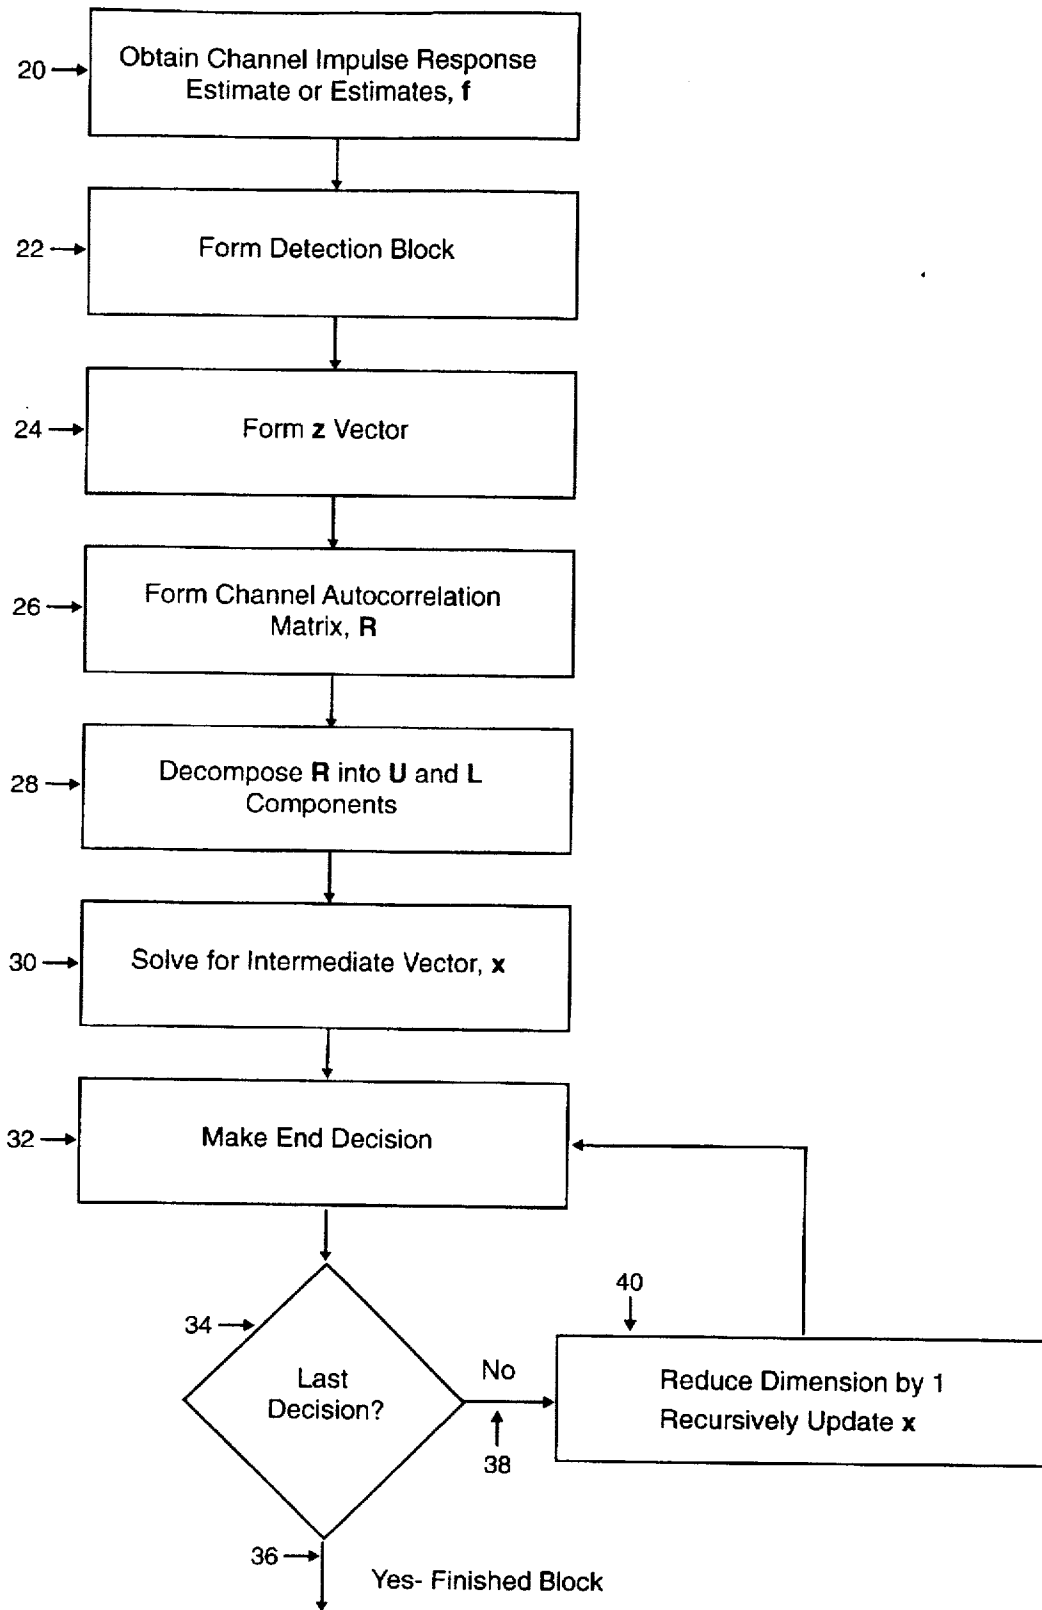 20
Obtain Channel Impulse Response
Estimate or Estimates, f
22
Form Detection Block
24
Form z Vector
26
Form Channel Autocorrelation
Matrix, R
28
Decompose R into U and L
Components
30
Solve for Intermediate Vector, x
32
Make End Decision
34
Last
Decision?
No
38
40
Reduce Dimension by 1
Recursively Update x
36
Yes- Finished Block